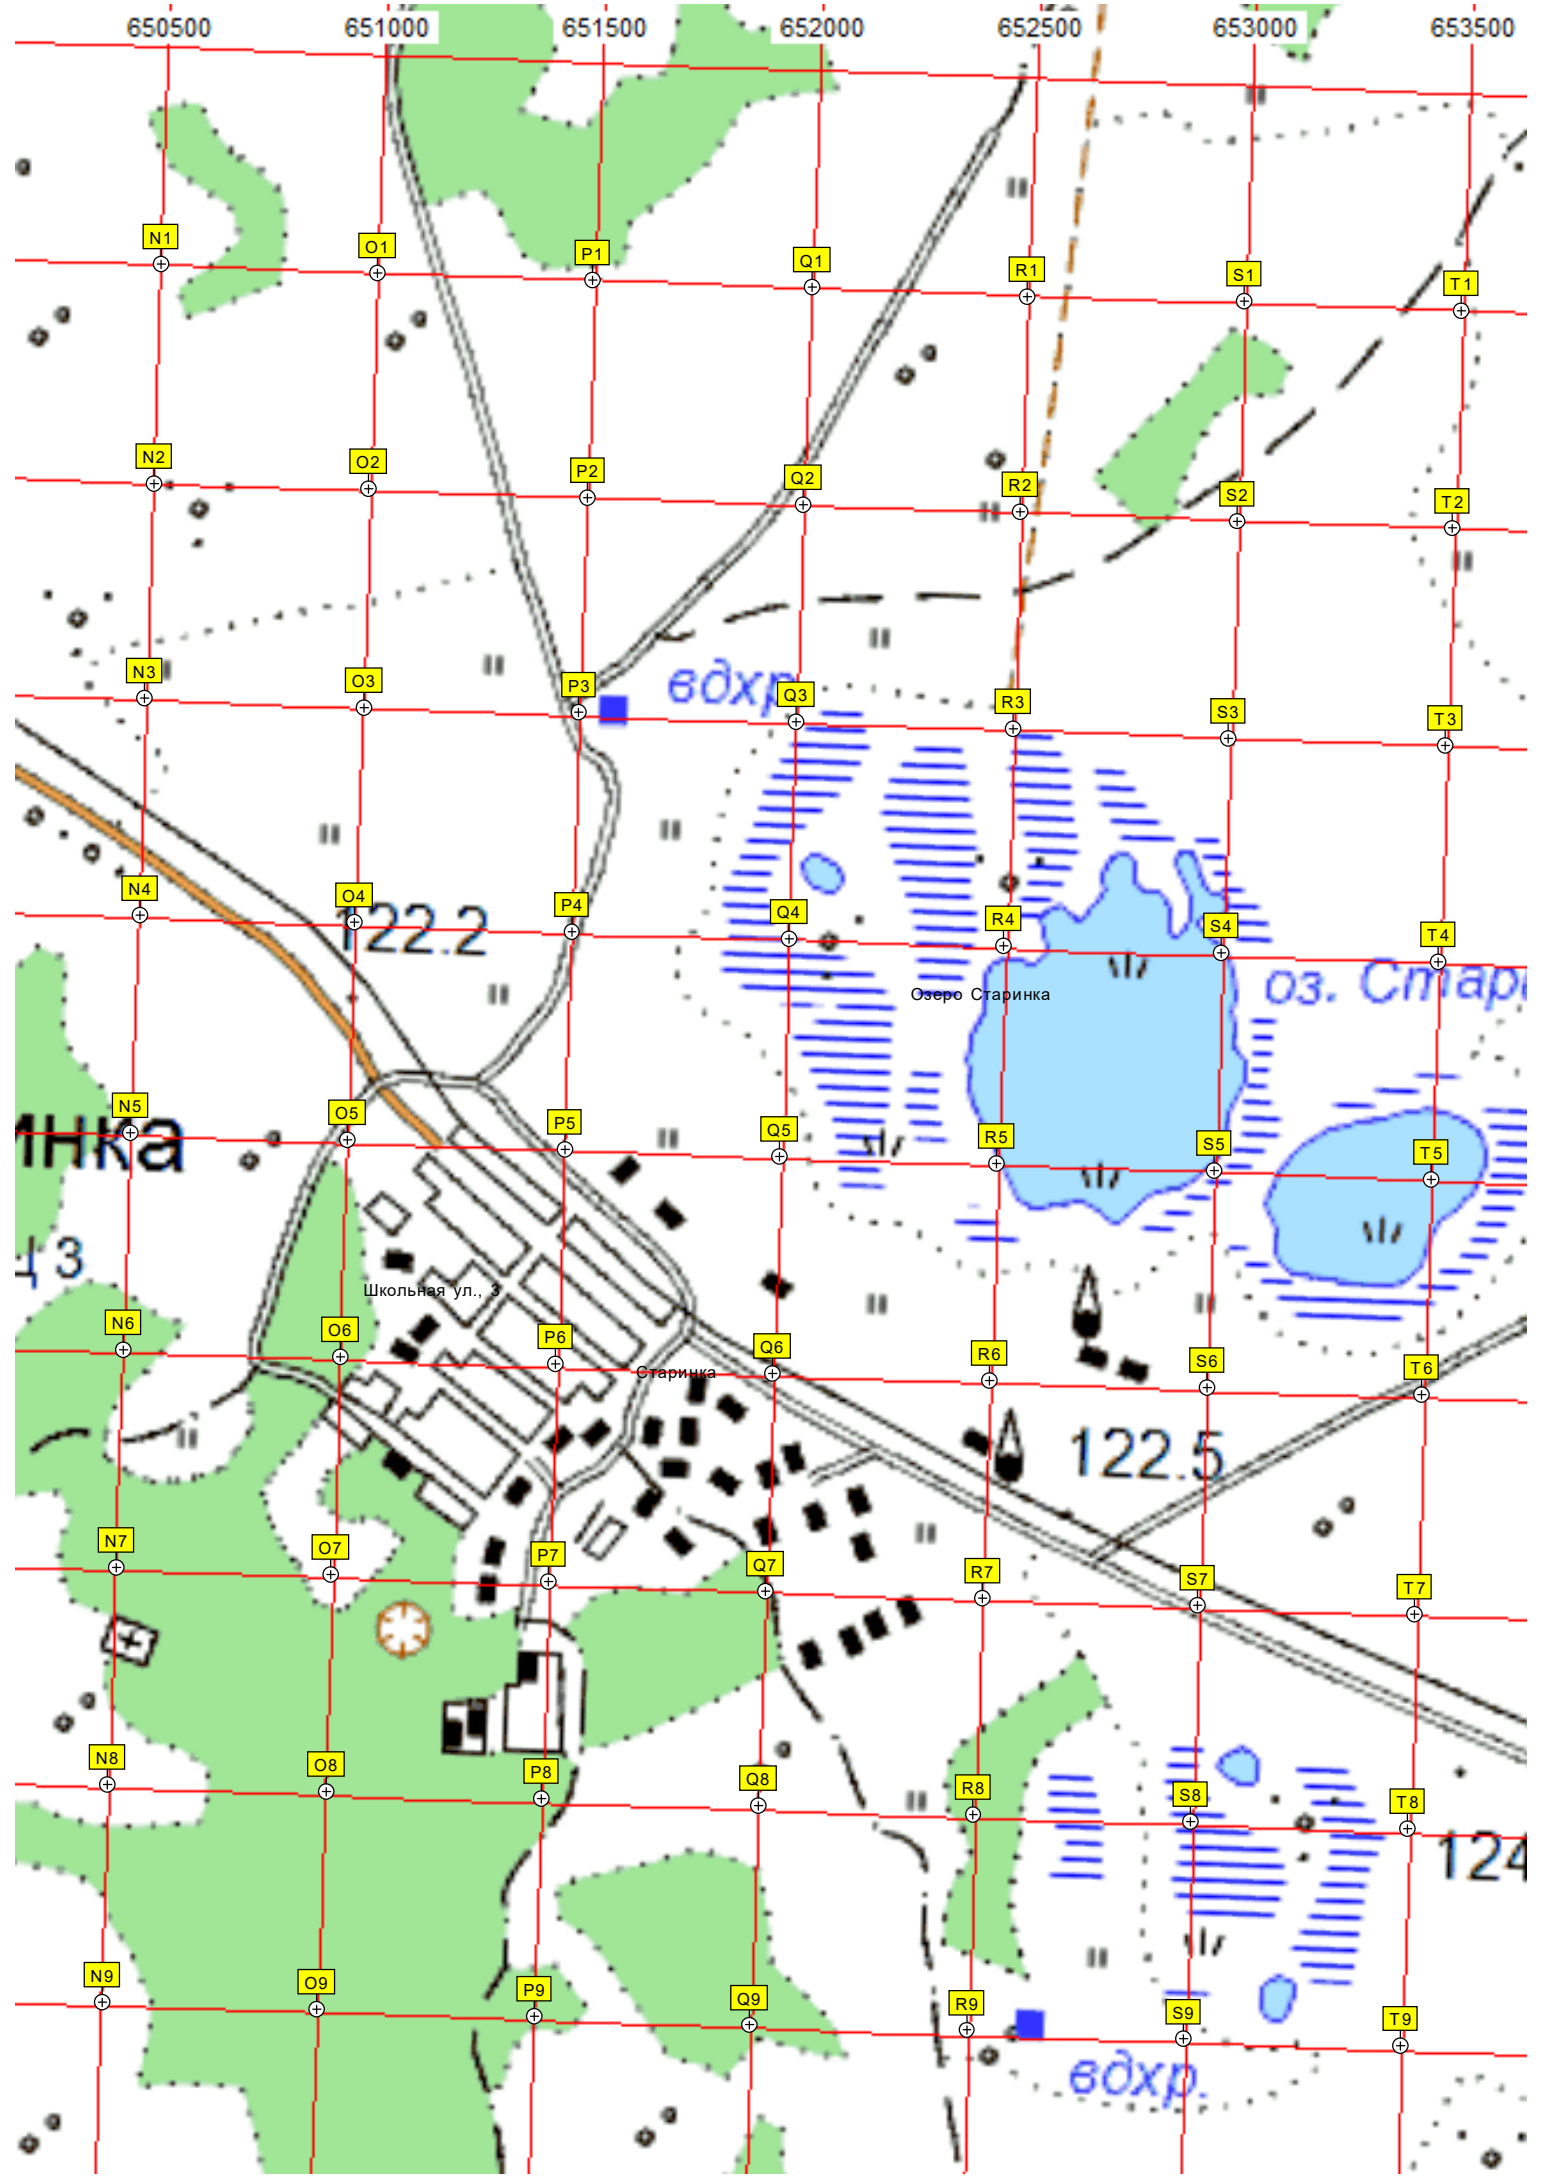 650500 651000 651500 652000 652500 653000 653500
N1 O1 P1 Q1 R1 S1 T1
N2 O2 P2 Q2 R2 S2 T2
вдхр
N3 O3 P3 Q3 R3 S3 T3
N4 O4 P4 Q4 R4 S4 T4
122.2
оз. Стар
Озеро Старинка
N5 O5 P5 Q5 R5 S5 T5
инка
3
Школьная ул., 3
N6 O6 P6 Q6 R6 S6 T6
Старинка
122.5
N7 O7 P7 Q7 R7 S7 T7
N8 O8 P8 Q8 R8 S8 T8
124
N9 O9 P9 Q9 R9 S9 T9
вдхр.